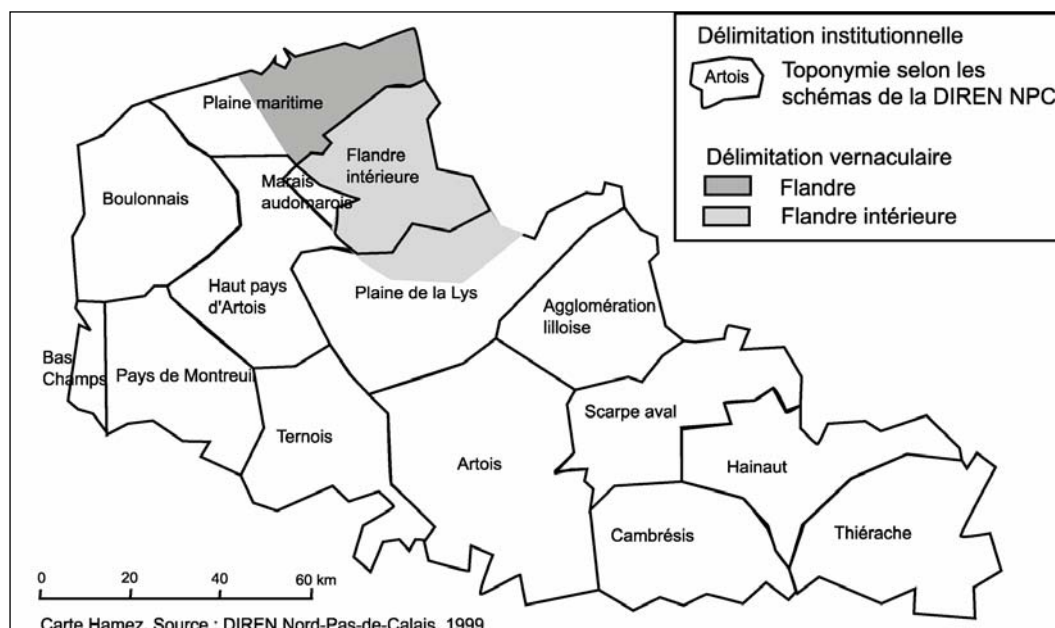 Délimitation institutionnelle
Artois
Toponymie selon les
schémas de la DIREN NPC
Délimitation vernaculaire
Flandre
Flandre intérieure
Plaine maritime
Flandre
intérieure
Marais
audomarois
Boulonnais
Haut pays
d'Artois
Plaine de la Lys
Agglomération
lilloise
Bas
Champs
Pays de Montreuil
Ternois
Artois
Scarpe aval
Hainaut
Cambrésis
Thiérache
0 20 40 60 km
Carte Hamez. Source : DIREN Nord-Pas-de-Calais, 1999